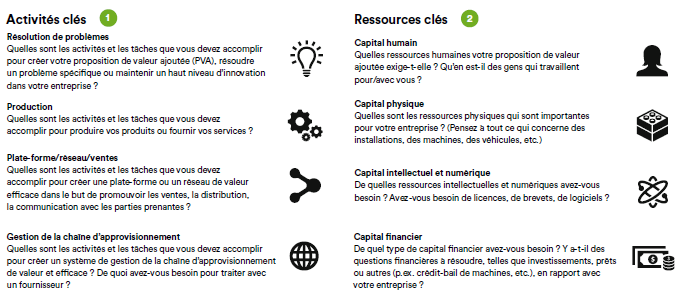 Activités clés 1
Résolution de problèmes
Quelles sont les activités et les tâches que vous devez accomplir
pour créer votre proposition de valeur ajoutée (PVA), résoudre
un problème spécifique ou maintenir un haut niveau d'innovation
dans votre entreprise ?
Production
Quelles sont les activités et les tâches que vous devez
accomplir pour produire vos produits ou fournir vos services ?
Plate-forme/réseau/ventes
Quelles sont les activités et les tâches que vous devez
accomplir pour créer une plate-forme ou un réseau de valeur
efficace dans le but de promouvoir les ventes, la distribution,
la communication avec les parties prenantes ?
Gestion de la chaîne d'approvisionnement
Quelles sont les activités et les tâches que vous devez accomplir
pour créer un système de gestion de la chaîne d'approvisionnement
de valeur et efficace ? De quoi avez-vous besoin pour traiter avec
un fournisseur ?
Ressources clés 2
Capital humain
Quelles ressources humaines votre proposition de valeur
ajoutée exige-t-elle ? Qu'en est-il des gens qui travaillent
pour/avec vous ?
Capital physique
Quelles sont les ressources physiques qui sont importantes
pour votre entreprise ? (Pensez à tout ce qui concerne des
installations, des machines, des véhicules, etc.)
Capital intellectuel et numérique
De quelles ressources intellectuelles et numériques avez-vous
besoin ? Avez-vous besoin de licences, de brevets, de logiciels ?
Capital financier
De quel type de capital financier avez-vous besoin ? Y a-t-il des
questions financières à résoudre, telles que investissements, prêts
ou autres (p.ex. crédit-bail de machines, etc.), en rapport avec
votre entreprise ?
$